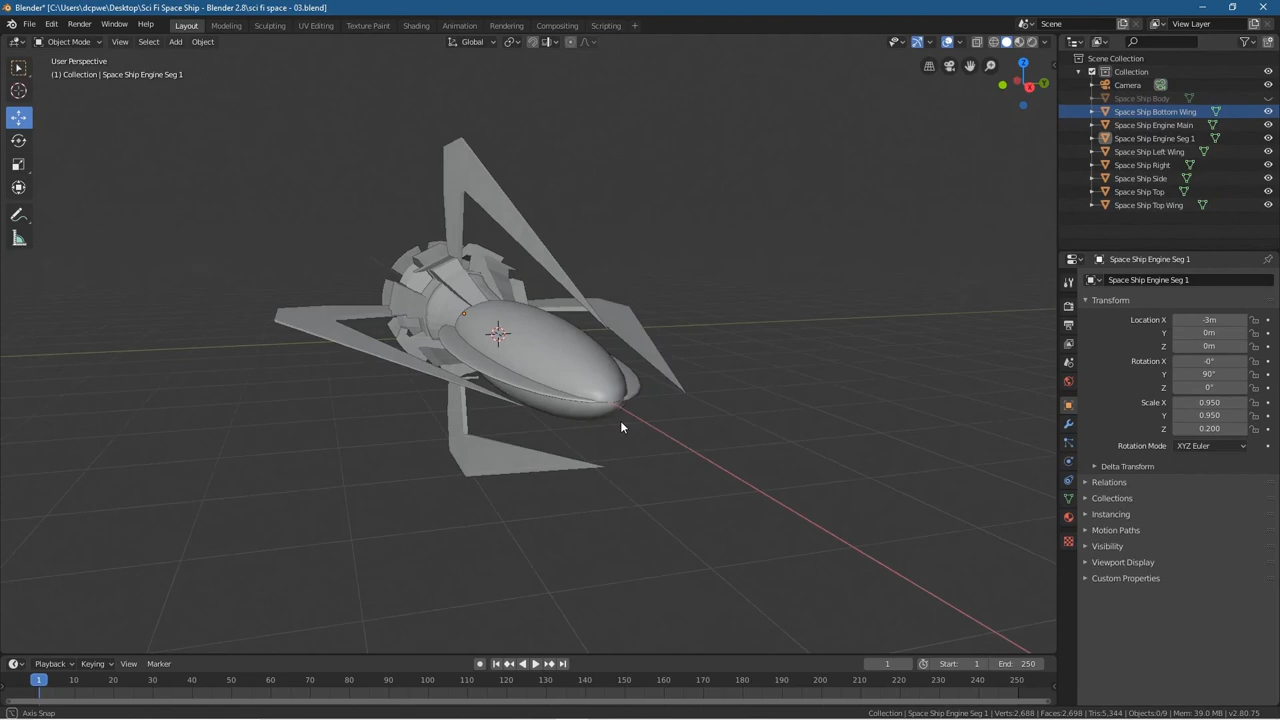 Blender* [C:\Users\dcpwe\Desktop\Sci Fi Space Ship - Blender 2.8\sci fi space - 03.blend]
File Edit Render Window Help Layout Modeling Sculpting UV Editing Texture Paint Shading Animation Rendering Compositing Scripting Scene View Layer
Object Mode View Select Add Object Global
User Perspective
(1) Collection | Space Ship Engine Seg 1
Z
Y
X
Scene Collection
Collection
Camera
Space Ship Body
Space Ship Bottom Wing
Space Ship Engine Main
Space Ship Engine Seg 1
Space Ship Left Wing
Space Ship Right
Space Ship Side
Space Ship Top
Space Ship Top Wing
Space Ship Engine Seg 1
Space Ship Engine Seg 1
Transform
Location X -3m
Y 0m
Z 0m
Rotation X -0°
Y 90°
Z 0°
Scale X 0.950
Y 0.950
Z 0.200
Rotation Mode XYZ Euler
Delta Transform
Relations
Collections
Instancing
Motion Paths
Visibility
Viewport Display
Custom Properties
Playback Keying View Marker 1 Start: 1 End: 250
1 10 20 30 40 50 60 70 80 90 100 110 120 130 140 150 160 170 180 190 200 210 220 230 240 250
Axis Snap Collection | Space Ship Engine Seg 1 | Verts:2,688 | Faces:2,698 | Tris:5,344 | Objects:0/9 | Mem: 39.0 MB | v2.80.75